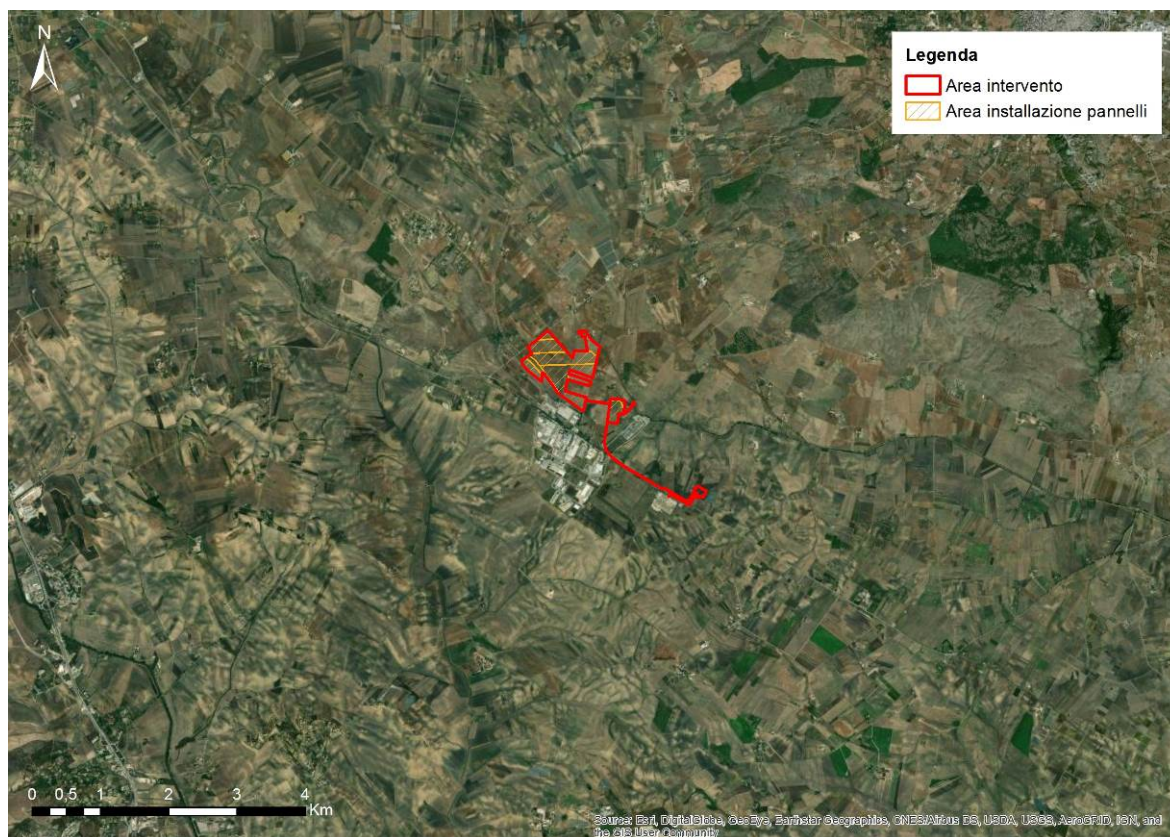 N
Legenda
Area intervento
Area installazione pannelli
0 0,5 1 2 3 4
Km
Source: Esri, DigitalGlobe, GeoEye, Earthstar Geographics, CNES/Airbus DS, USDA, USGS, AeroGRID, IGN, and
the GIS User Community